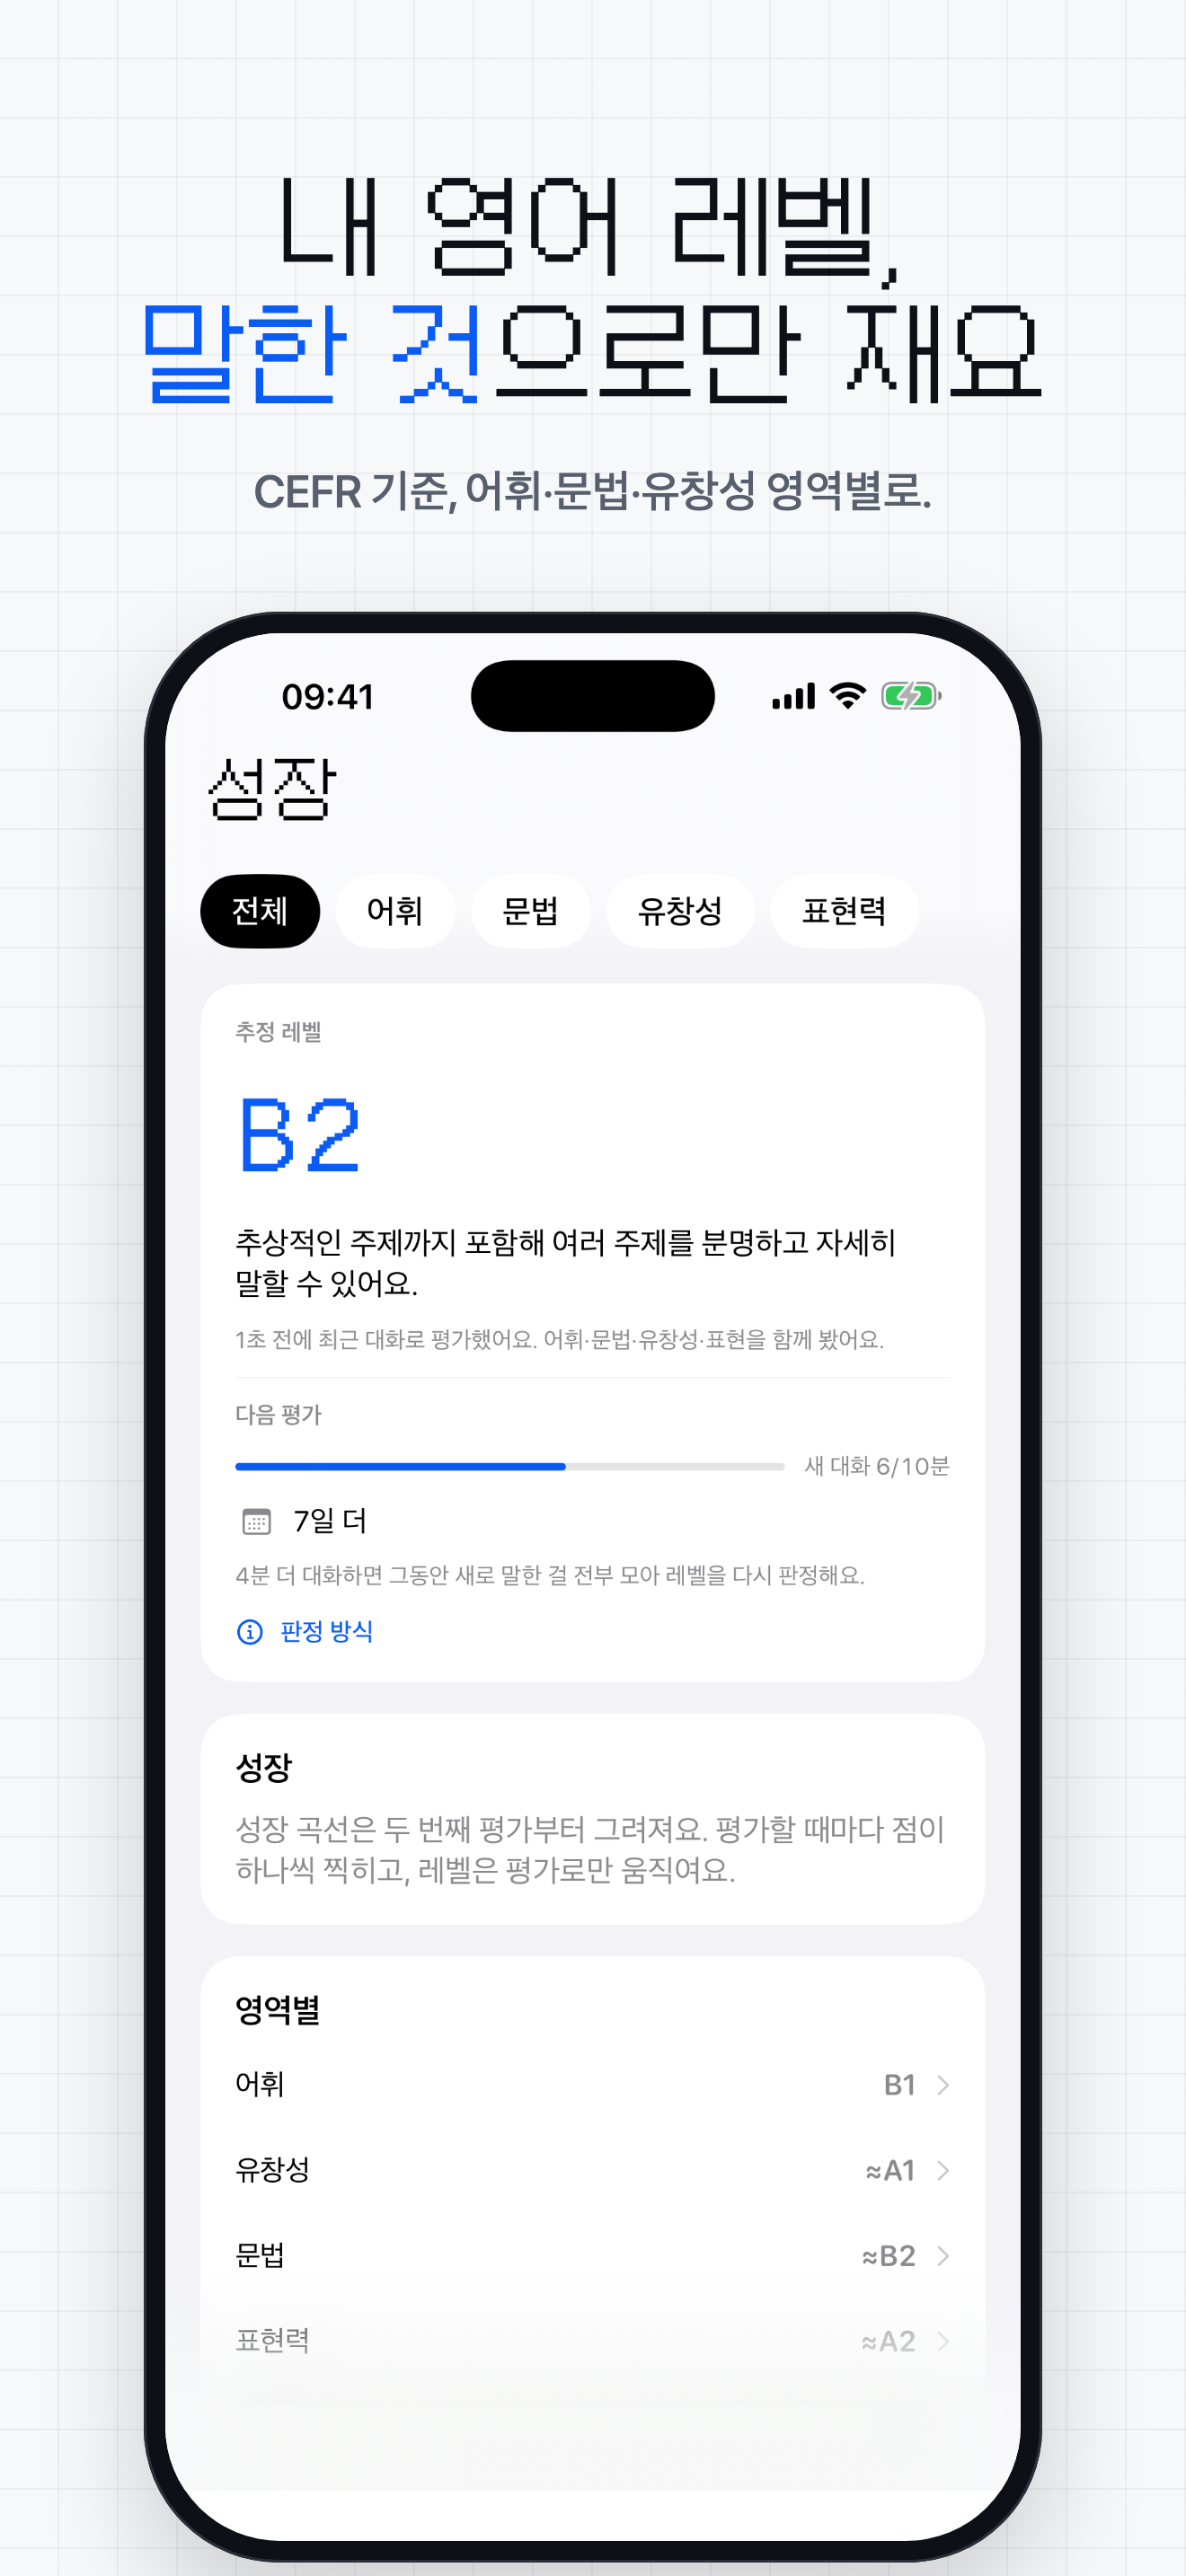 내 영어 레벨,
말한 것으로만 재요
CEFR 기준, 어휘·문법·유창성 영역별로.
09:41
성장
전체 어휘 문법 유창성 표현력
추정 레벨
B2
추상적인 주제까지 포함해 여러 주제를 분명하고 자세히
말할 수 있어요.
1초 전에 최근 대화로 평가했어요. 어휘·문법·유창성·표현을 함께 봤어요.
다음 평가
새 대화 6/10분
7일 더
4분 더 대화하면 그동안 새로 말한 걸 전부 모아 레벨을 다시 판정해요.
판정 방식
성장
성장 곡선은 두 번째 평가부터 그려져요. 평가할 때마다 점이
하나씩 찍히고, 레벨은 평가로만 움직여요.
영역별
어휘 B1
유창성 ≈A1
문법 ≈B2
표현력 ≈A2